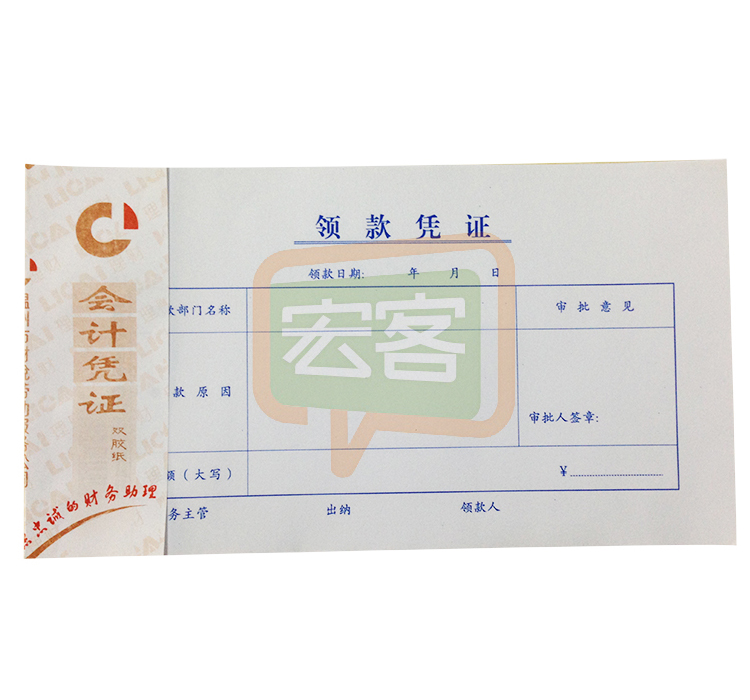 领款凭证
领款日期: 年 月 日
款部门名称
审批意见
宏客
款原因
审批人签章:
额(大写)
¥
务主管
出纳
领款人
会计凭证
双胶纸
忠诚的财务助理
LICAI